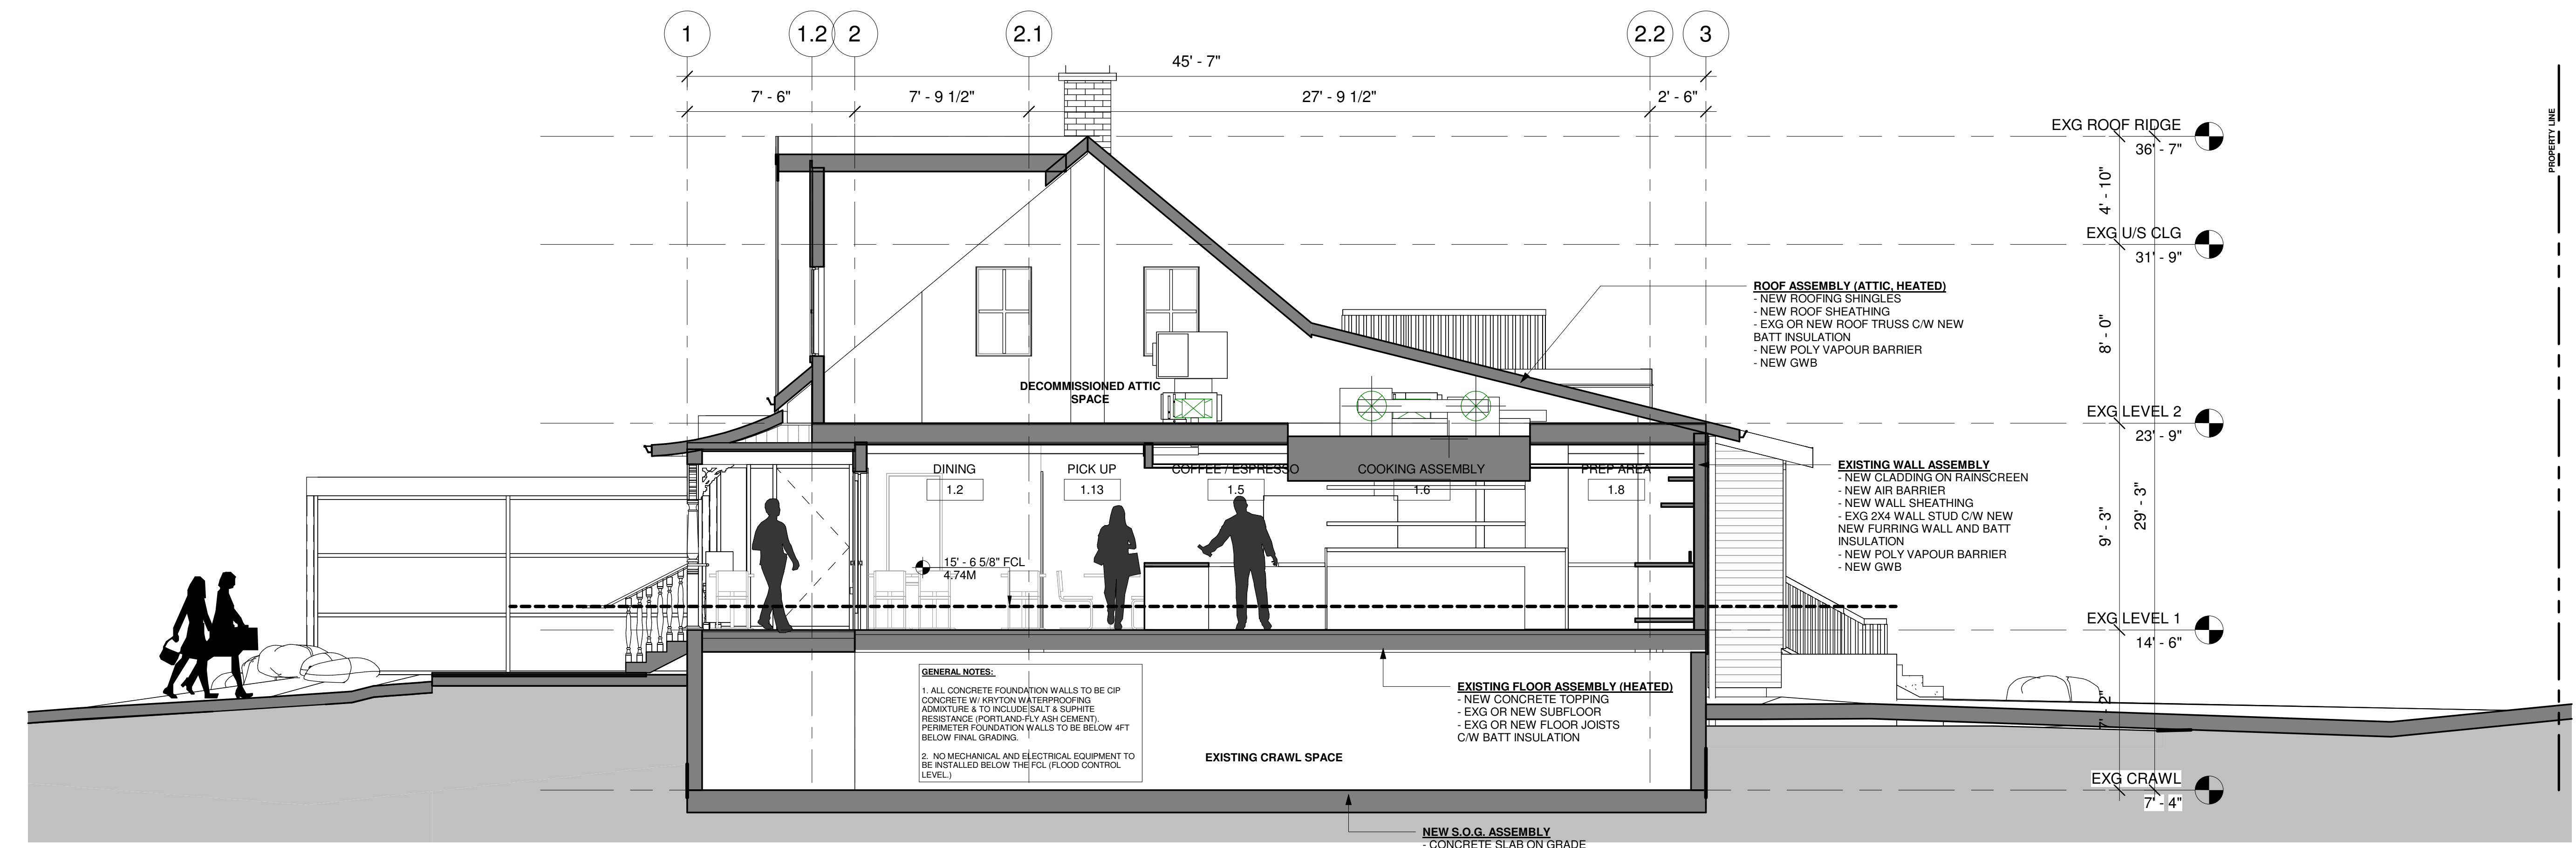 1
1.2
2
2.1
2.2
3
45' - 7"
7' - 6"
7' - 9 1/2"
27' - 9 1/2"
2' - 6"
PROPERTY LINE
EXG ROOF RIDGE
36' - 7"
4' - 10"
EXG U/S CLG
31' - 9"
8' - 0"
EXG LEVEL 2
23' - 9"
9' - 3"
29' - 3"
EXG LEVEL 1
14' - 6"
7' - 2"
EXG CRAWL
7' - 4"
ROOF ASSEMBLY (ATTIC, HEATED)
- NEW ROOFING SHINGLES
- NEW ROOF SHEATHING
- EXG OR NEW ROOF TRUSS C/W NEW
BATT INSULATION
- NEW POLY VAPOUR BARRIER
- NEW GWB
DECOMMISSIONED ATTIC
SPACE
DINING
1.2
PICK UP
1.13
COFFEE / ESPRESSO
1.5
COOKING ASSEMBLY
1.6
PREP AREA
1.8
EXISTING WALL ASSEMBLY
- NEW CLADDING ON RAINSCREEN
- NEW AIR BARRIER
- NEW WALL SHEATHING
- EXG 2X4 WALL STUD C/W NEW
NEW FURRING WALL AND BATT
INSULATION
- NEW POLY VAPOUR BARRIER
- NEW GWB
15' - 6 5/8" FCL
4.74M
GENERAL NOTES:
1. ALL CONCRETE FOUNDATION WALLS TO BE CIP
CONCRETE W/ KRYTON WATERPROOFING
ADMIXTURE & TO INCLUDE SALT & SUPHITE
RESISTANCE (PORTLAND-FLY ASH CEMENT).
PERIMETER FOUNDATION WALLS TO BE BELOW 4FT
BELOW FINAL GRADING.
2. NO MECHANICAL AND ELECTRICAL EQUIPMENT TO
BE INSTALLED BELOW THE FCL (FLOOD CONTROL
LEVEL.)
EXISTING FLOOR ASSEMBLY (HEATED)
- NEW CONCRETE TOPPING
- EXG OR NEW SUBFLOOR
- EXG OR NEW FLOOR JOISTS
C/W BATT INSULATION
EXISTING CRAWL SPACE
NEW S.O.G. ASSEMBLY
- CONCRETE SLAB ON GRADE